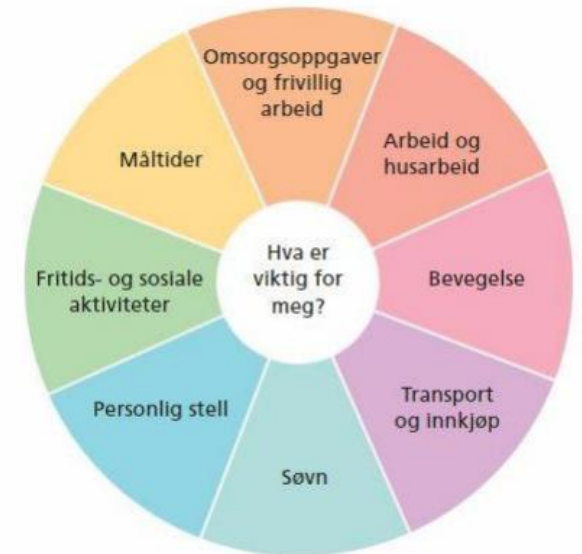 Omsorgsoppgaver
og frivillig
arbeid
Arbeid og
husarbeid
Bevegelse
Transport
og innkjøp
Søvn
Personlig stell
Fritids- og sosiale
aktiviteter
Måltider
Hva er
viktig for
meg?